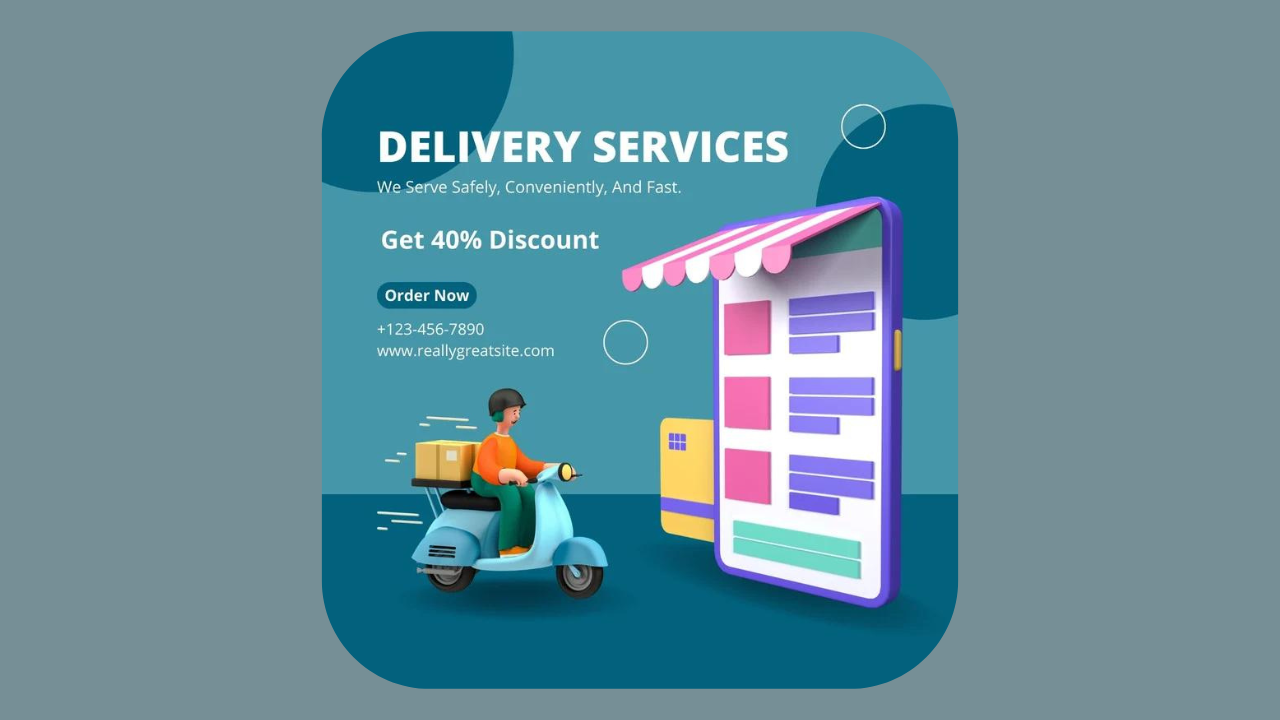 DELIVERY SERVICES
We Serve Safely, Conveniently, And Fast.
Get 40% Discount
Order Now
+123-456-7890
www.reallygreatsite.com